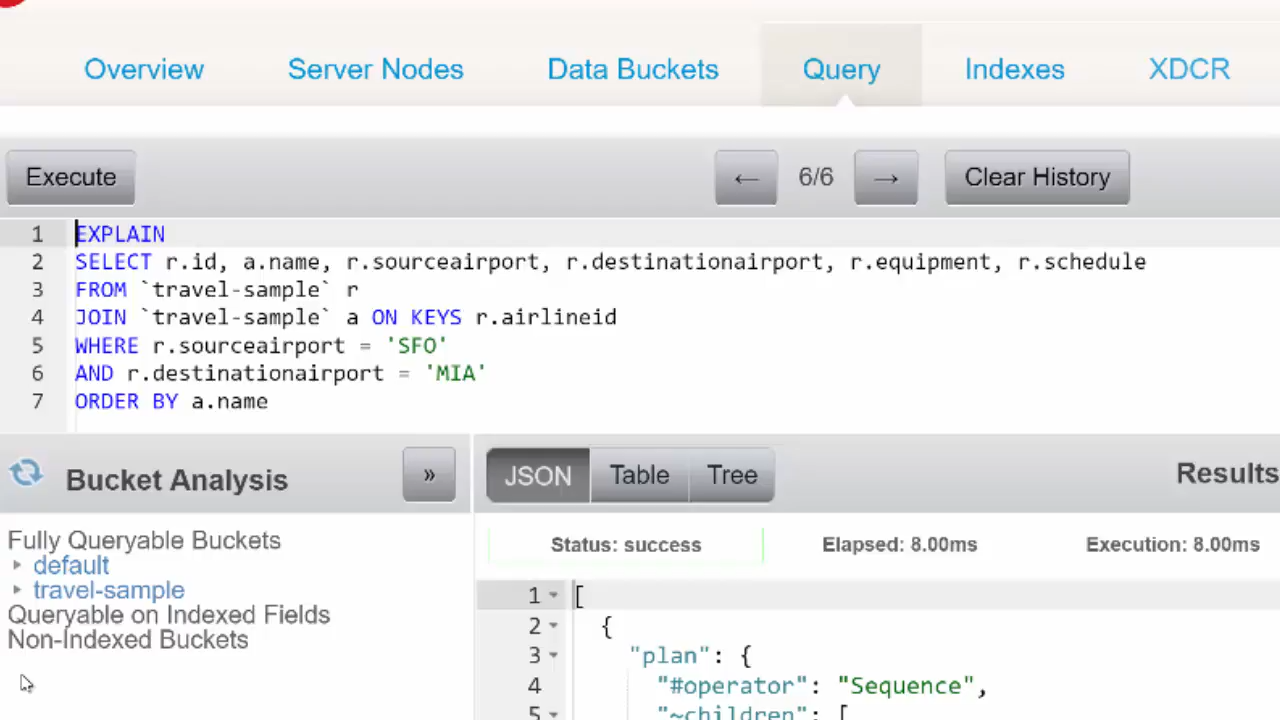 Overview Server Nodes Data Buckets Query Indexes XDCR
Execute ← 6/6 → Clear History
1 EXPLAIN
2 SELECT r.id, a.name, r.sourceairport, r.destinationairport, r.equipment, r.schedule
3 FROM `travel-sample` r
4 JOIN `travel-sample` a ON KEYS r.airlineid
5 WHERE r.sourceairport = 'SFO'
6 AND r.destinationairport = 'MIA'
7 ORDER BY a.name
Bucket Analysis » JSON Table Tree Results
Fully Queryable Buckets
default
travel-sample
Queryable on Indexed Fields
Non-Indexed Buckets
Status: success Elapsed: 8.00ms Execution: 8.00ms
1 [
2 {
3 "plan": {
4 "#operator": "Sequence",
5 "~children": [